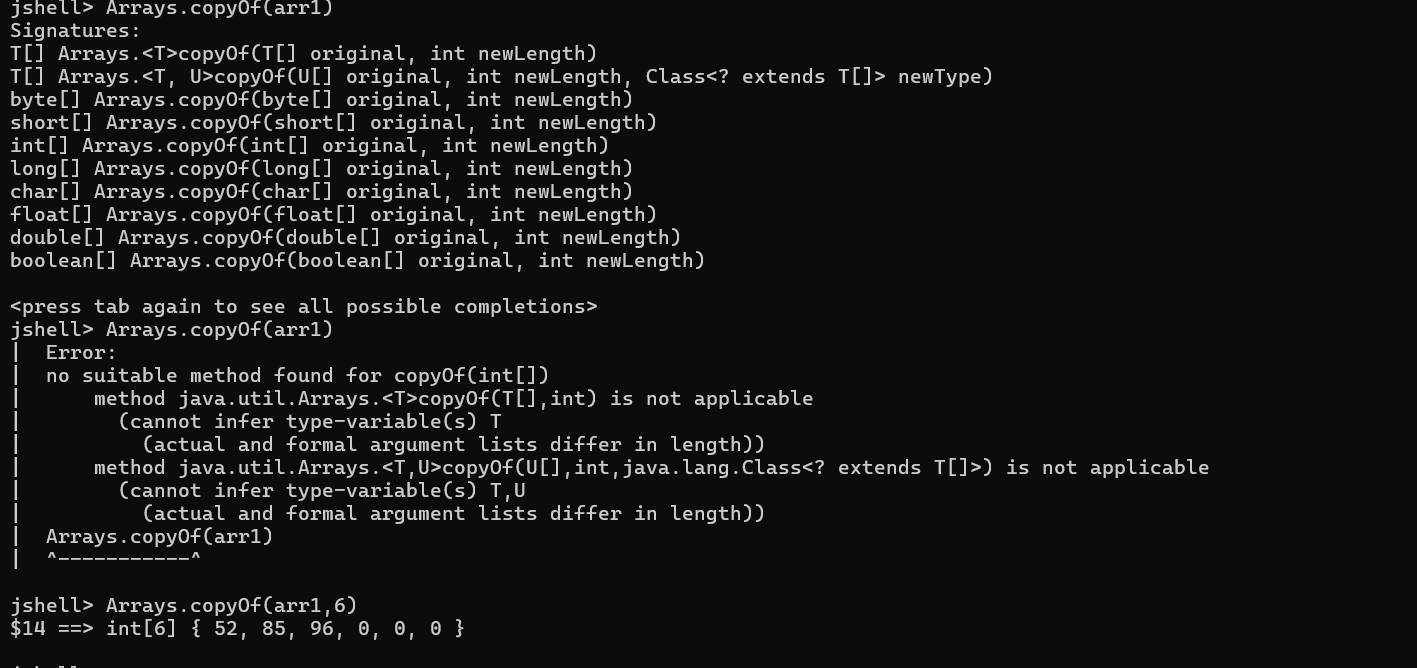 jshell> Arrays.copyOf(arr1)
Signatures:
T[] Arrays.<T>copyOf(T[] original, int newLength)
T[] Arrays.<T, U>copyOf(U[] original, int newLength, Class<? extends T[]> newType)
byte[] Arrays.copyOf(byte[] original, int newLength)
short[] Arrays.copyOf(short[] original, int newLength)
int[] Arrays.copyOf(int[] original, int newLength)
long[] Arrays.copyOf(long[] original, int newLength)
char[] Arrays.copyOf(char[] original, int newLength)
float[] Arrays.copyOf(float[] original, int newLength)
double[] Arrays.copyOf(double[] original, int newLength)
boolean[] Arrays.copyOf(boolean[] original, int newLength)

<press tab again to see all possible completions>
jshell> Arrays.copyOf(arr1)
|  Error:
|  no suitable method found for copyOf(int[])
|      method java.util.Arrays.<T>copyOf(T[],int) is not applicable
|        (cannot infer type-variable(s) T
|          (actual and formal argument lists differ in length))
|      method java.util.Arrays.<T,U>copyOf(U[],int,java.lang.Class<? extends T[]>) is not applicable
|        (cannot infer type-variable(s) T,U
|          (actual and formal argument lists differ in length))
|  Arrays.copyOf(arr1)
|  ^-----------^

jshell> Arrays.copyOf(arr1,6)
$14 ==> int[6] { 52, 85, 96, 0, 0, 0 }